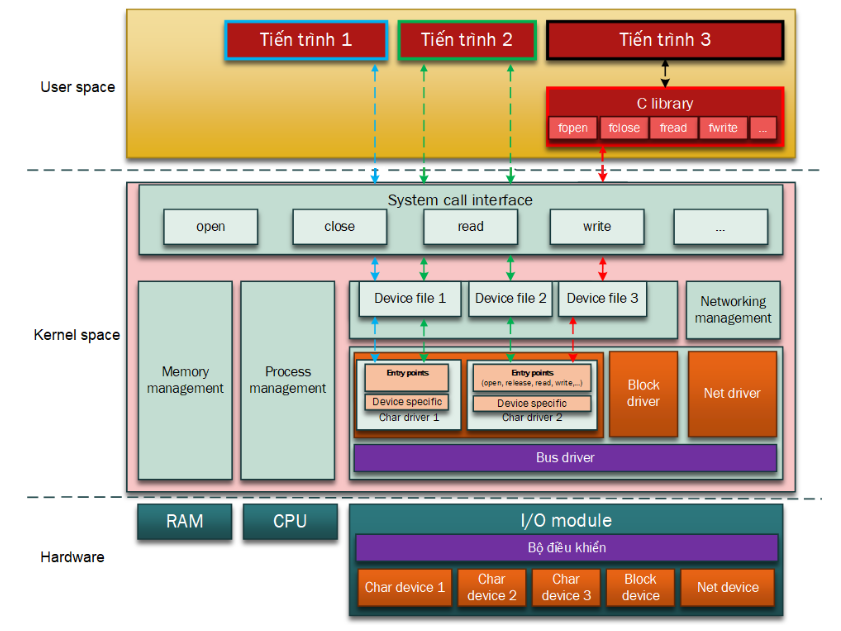 Tiến trình 1
Tiến trình 2
Tiến trình 3
User space
C library
fopen
fclose
fread
fwrite
...
System call interface
open
close
read
write
...
Kernel space
Memory
management
Process
management
Device file 1
Device file 2
Device file 3
Networking
management
Entry points
Device specific
Char driver 1
Entry points
(open, release, read, write,...)
Device specific
Char driver 2
Block
driver
Net driver
Bus driver
Hardware
RAM
CPU
I/O module
Bộ điều khiển
Char device 1
Char
device 2
Char
device 3
Block
device
Net device